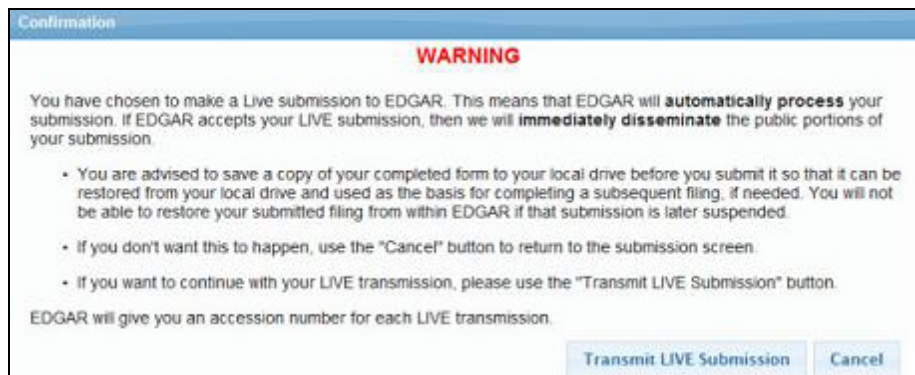 Confirmation
WARNING
You have chosen to make a Live submission to EDGAR. This means that EDGAR will automatically process your
submission. If EDGAR accepts your LIVE submission, then we will immediately disseminate the public portions of
your submission.
• You are advised to save a copy of your completed form to your local drive before you submit it so that it can be
restored from your local drive and used as the basis for completing a subsequent filing, if needed. You will not
be able to restore your submitted filing from within EDGAR if that submission is later suspended.
• If you don't want this to happen, use the "Cancel" button to return to the submission screen.
• If you want to continue with your LIVE transmission, please use the "Transmit LIVE Submission" button.
EDGAR will give you an accession number for each LIVE transmission.
Transmit LIVE Submission Cancel